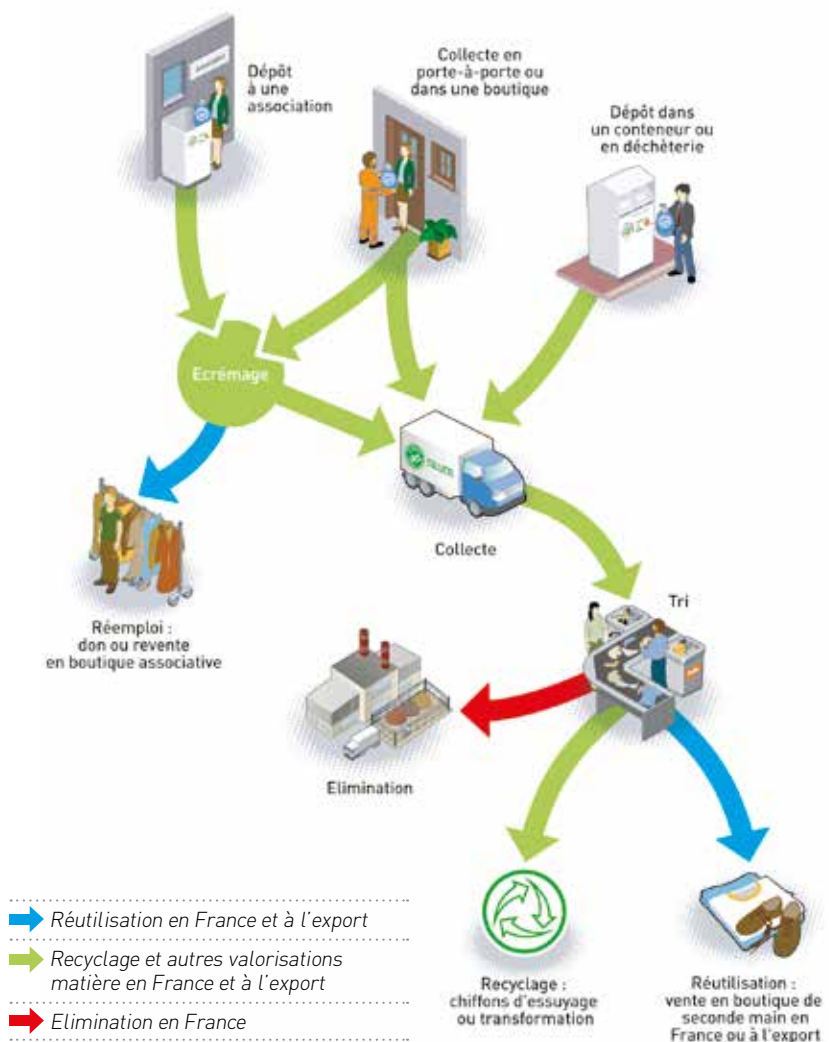 Dépôt
à une
association
Collecte en
porte-à-porte ou
dans une boutique
Dépôt dans
un conteneur ou
en déchèterie
Ecrémage
Collecte
Tri
Réemploi :
don ou revente
en boutique associative
Elimination
Recyclage :
chiffons d'essuyage
ou transformation
Réutilisation :
vente en boutique de
seconde main en
France ou à l'export
Réutilisation en France et à l'export
Recyclage et autres valorisations
matière en France et à l'export
Elimination en France